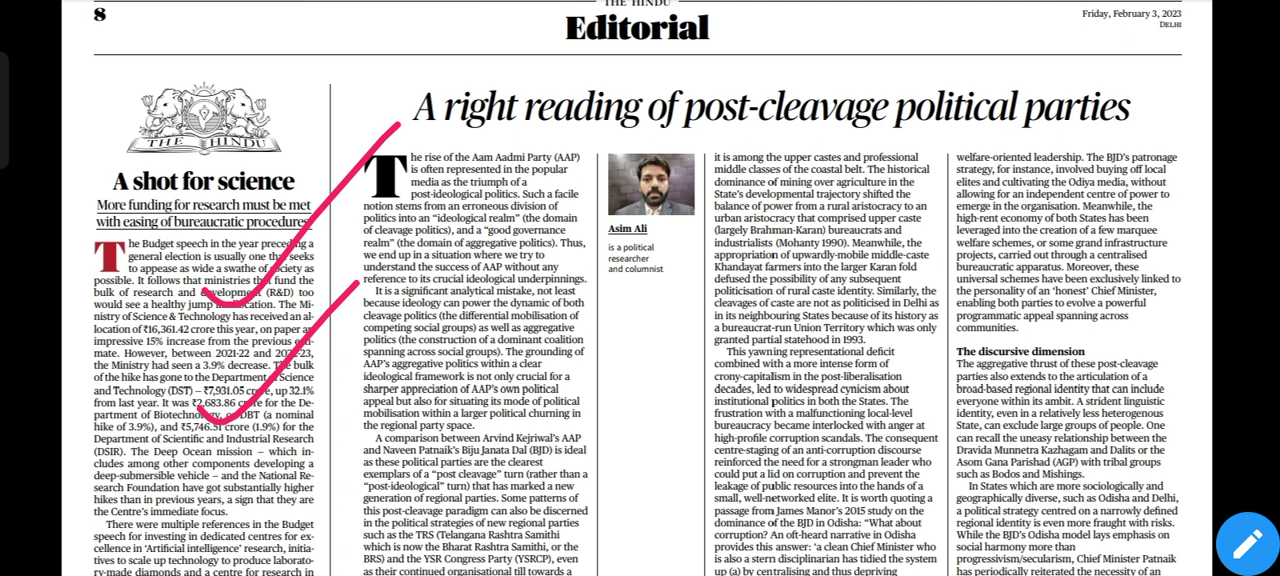 8
THE HINDU
Editorial
Friday, February 3, 2023
DELHI
THE HINDU
A shot for science
More funding for research must be met
with easing of bureaucratic procedures
The Budget speech in the year preceding a
general election is usually one that seeks
to appease as wide a swathe of society as
possible. It follows that ministries that fund the
bulk of research and development (R&D) too
would see a healthy jump in allocation. The Mi-
nistry of Science & Technology has received an al-
location of ₹16,361.42 crore this year, on paper an
impressive 15% increase from the previous esti-
mate. However, between 2021-22 and 2022-23,
the Ministry had seen a 3.9% decrease. The bulk
of the hike has gone to the Department of Science
and Technology (DST) – ₹7,931.05 crore, up 32.1%
from last year. It was ₹2,683.86 crore for the De-
partment of Biotechnology, or DBT (a nominal
hike of 3.9%), and ₹5,746.51 crore (1.9%) for the
Department of Scientific and Industrial Research
(DSIR). The Deep Ocean mission – which in-
cludes among other components developing a
deep-submersible vehicle – and the National Re-
search Foundation have got substantially higher
hikes than in previous years, a sign that they are
the Centre's immediate focus.
There were multiple references in the Budget
speech for investing in dedicated centres for ex-
cellence in 'Artificial intelligence' research, initia-
tives to scale up technology to produce laborato-
ry-made diamonds and a centre for research in
A right reading of post-cleavage political parties
The rise of the Aam Aadmi Party (AAP)
is often represented in the popular
media as the triumph of a
post-ideological politics. Such a facile
notion stems from an erroneous division of
politics into an "ideological realm" (the domain
of cleavage politics), and a "good governance
realm" (the domain of aggregative politics). Thus,
we end up in a situation where we try to
understand the success of AAP without any
reference to its crucial ideological underpinnings.
It is a significant analytical mistake, not least
because ideology can power the dynamic of both
cleavage politics (the differential mobilisation of
competing social groups) as well as aggregative
politics (the construction of a dominant coalition
spanning across social groups). The grounding of
AAP's aggregative politics within a clear
ideological framework is not only crucial for a
sharper appreciation of AAP's own political
appeal but also for situating its mode of political
mobilisation within a larger political churning in
the regional party space.
A comparison between Arvind Kejriwal's AAP
and Naveen Patnaik's Biju Janata Dal (BJD) is ideal
as these political parties are the clearest
exemplars of a "post cleavage" turn (rather than a
"post-ideological" turn) that has marked a new
generation of regional parties. Some patterns of
this post-cleavage paradigm can also be discerned
in the political strategies of new regional parties
such as the TRS (Telangana Rashtra Samithi
which is now the Bharat Rashtra Samithi, or the
BRS) and the YSR Congress Party (YSRCP), even
as their continued organisational till towards a
Asim Ali
is a political
researcher
and columnist
it is among the upper castes and professional
middle classes of the coastal belt. The historical
dominance of mining over agriculture in the
State's developmental trajectory shifted the
balance of power from a rural aristocracy to an
urban aristocracy that comprised upper caste
(largely Brahman-Karan) bureaucrats and
industrialists (Mohanty 1990). Meanwhile, the
appropriation of upwardly-mobile middle-caste
Khandayat farmers into the larger Karan fold
defused the possibility of any subsequent
politicisation of rural caste identity. Similarly, the
cleavages of caste are not as politicised in Delhi as
in its neighbouring States because of its history as
a bureaucrat-run Union Territory which was only
granted partial statehood in 1993.
This yawning representational deficit
combined with a more intense form of
crony-capitalism in the post-liberalisation
decades, led to widespread cynicism about
institutional politics in both the States. The
frustration with a malfunctioning local-level
bureaucracy became interlocked with anger at
high-profile corruption scandals. The consequent
centre-staging of an anti-corruption discourse
reinforced the need for a strongman leader who
could put a lid on corruption and prevent the
leakage of public resources into the hands of a
small, well-networked elite. It is worth quoting a
passage from James Manor's 2015 study on the
dominance of the BJD in Odisha: "What about
corruption? An oft-heard narrative in Odisha
provides this answer: 'a clean Chief Minister who
is also a stern disciplinarian has tidied the system
up (a) by centralising and thus depriving
welfare-oriented leadership. The BJD's patronage
strategy, for instance, involved buying off local
elites and cultivating the Odiya media, without
allowing for an independent centre of power to
emerge in the organisation. Meanwhile, the
high-rent economy of both States has been
leveraged into the creation of a few marquee
welfare schemes, or some grand infrastructure
projects, carried out through a centralised
bureaucratic apparatus. Moreover, these
universal schemes have been exclusively linked to
the personality of an 'honest' Chief Minister,
enabling both parties to evolve a powerful
programmatic appeal spanning across
communities.
The discursive dimension
The aggregative thrust of these post-cleavage
parties also extends to the articulation of a
broad-based regional identity that can include
everyone within its ambit. A strident linguistic
identity, even in a relatively less heterogenous
State, can exclude large groups of people. One
can recall the uneasy relationship between the
Dravida Munnetra Kazhagam and Dalits or the
Asom Gana Parishad (AGP) with tribal groups
such as Bodos and Mishings.
In States which are more sociologically and
geographically diverse, such as Odisha and Delhi,
a political strategy centred on a narrowly defined
regional identity is even more fraught with risks.
While the BJD's Odisha model lays emphasis on
social harmony more than
progressivism/secularism, Chief Minister Patnaik
has periodically reiterated the necessity of an